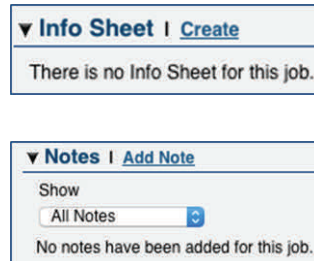 ▼ Info Sheet | Create
There is no Info Sheet for this job.
▼ Notes | Add Note
Show
All Notes
No notes have been added for this job.